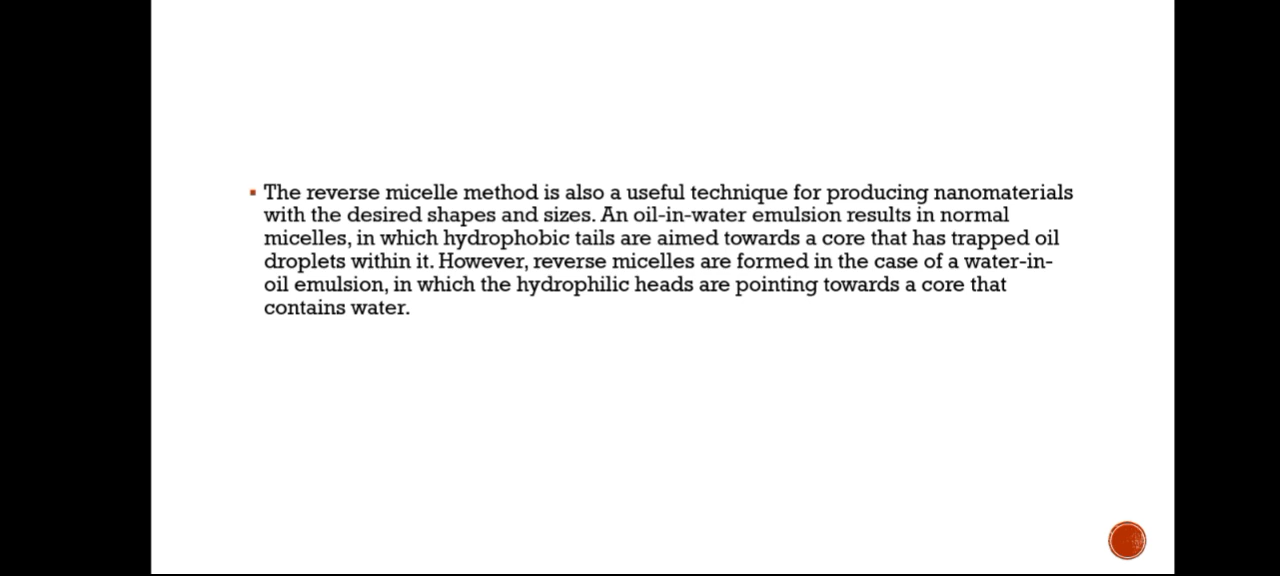 ▪ The reverse micelle method is also a useful technique for producing nanomaterials
with the desired shapes and sizes. An oil-in-water emulsion results in normal
micelles, in which hydrophobic tails are aimed towards a core that has trapped oil
droplets within it. However, reverse micelles are formed in the case of a water-in-
oil emulsion, in which the hydrophilic heads are pointing towards a core that
contains water.